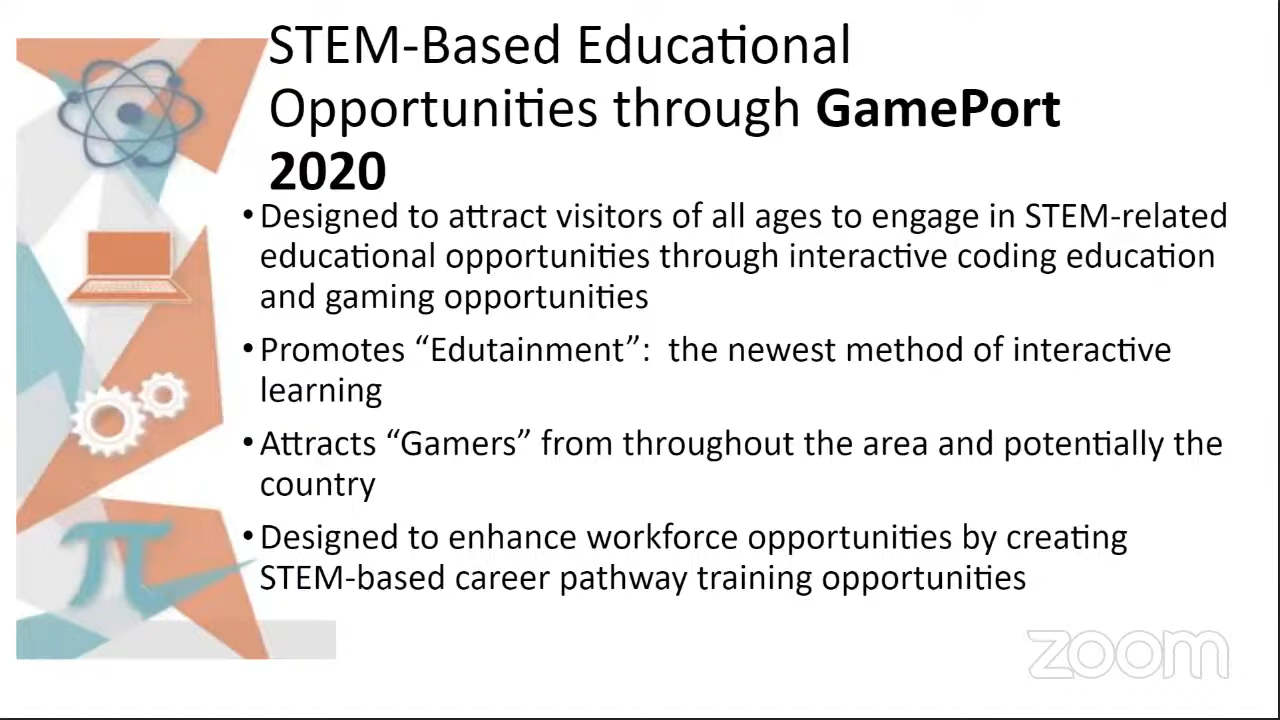 STEM-Based Educational
Opportunities through GamePort
2020
•Designed to attract visitors of all ages to engage in STEM-related
educational opportunities through interactive coding education
and gaming opportunities
•Promotes “Edutainment”:  the newest method of interactive
learning
•Attracts “Gamers” from throughout the area and potentially the
country
•Designed to enhance workforce opportunities by creating
STEM-based career pathway training opportunities
π
zoom